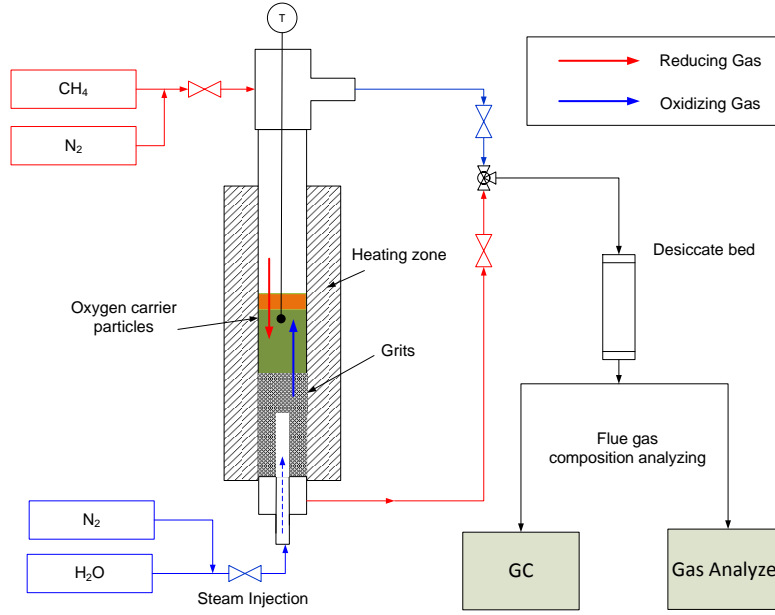 T
CH₄
N₂
Reducing Gas
Oxidizing Gas
Heating zone
Desiccate bed
Oxygen carrier
particles
Grits
Flue gas
composition analyzing
N₂
H₂O
Steam Injection
GC
Gas Analyze